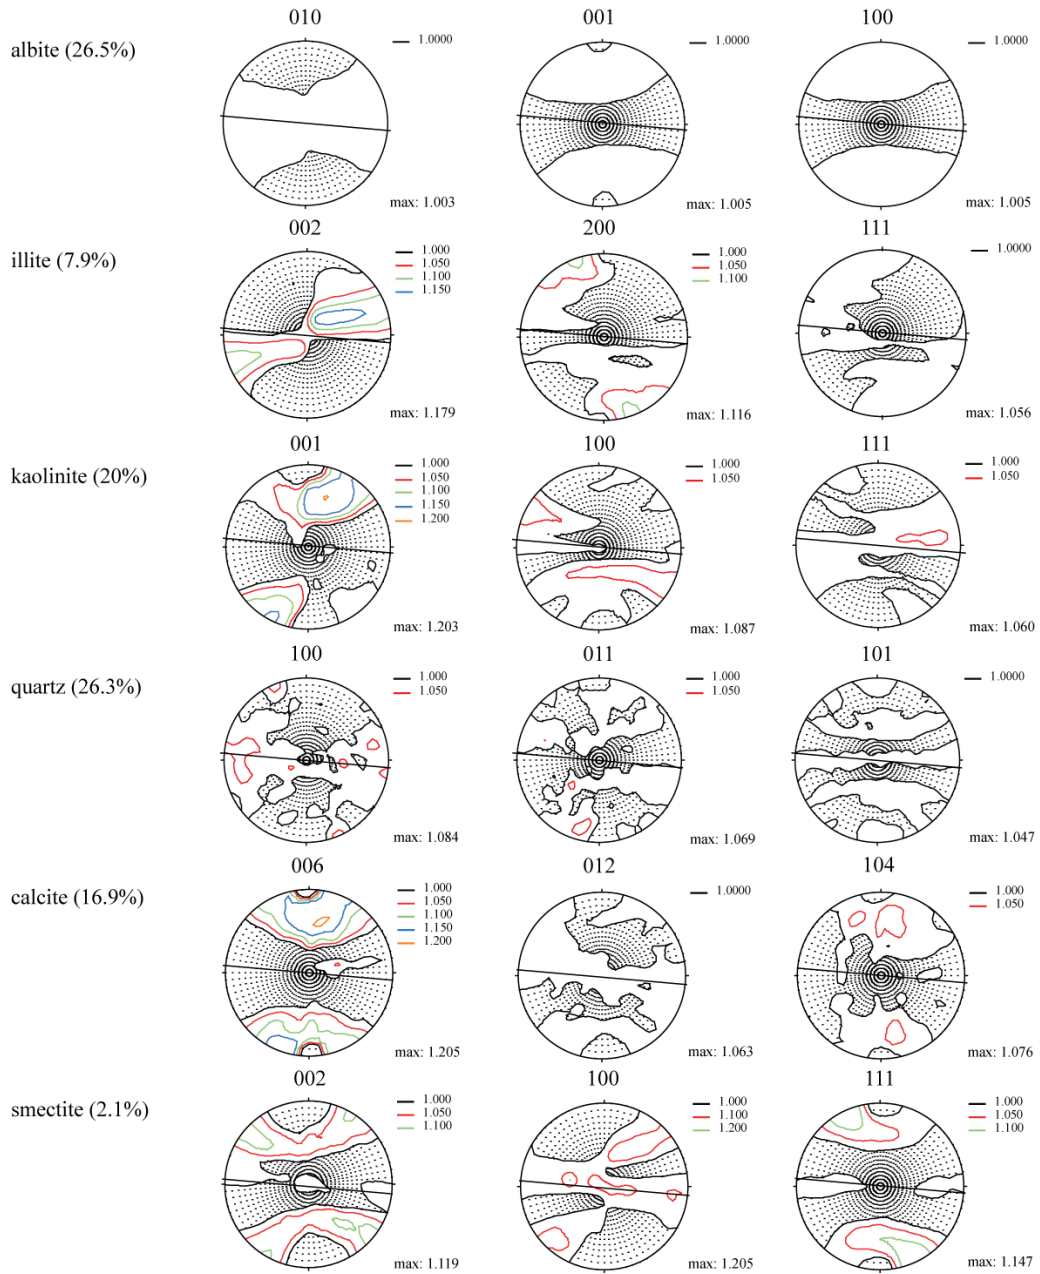 010 001 100
albite (26.5%) 1.0000 1.0000 1.0000
max: 1.003 max: 1.005 max: 1.005
002 200 111
illite (7.9%) 1.000 1.000 1.0000
1.050 1.050
1.100 1.100
1.150
max: 1.179 max: 1.116 max: 1.056
001 100 111
kaolinite (20%) 1.000 1.000 1.000
1.050 1.050 1.050
1.100
1.150
1.200
max: 1.203 max: 1.087 max: 1.060
100 011 101
quartz (26.3%) 1.000 1.000 1.0000
1.050 1.050
max: 1.084 max: 1.069 max: 1.047
006 012 104
calcite (16.9%) 1.000 1.0000 1.000
1.050 1.050
1.100
1.150
1.200
max: 1.205 max: 1.063 max: 1.076
002 100 111
smectite (2.1%) 1.000 1.000 1.000
1.050 1.100 1.050
1.100 1.200 1.100
max: 1.119 max: 1.205 max: 1.147